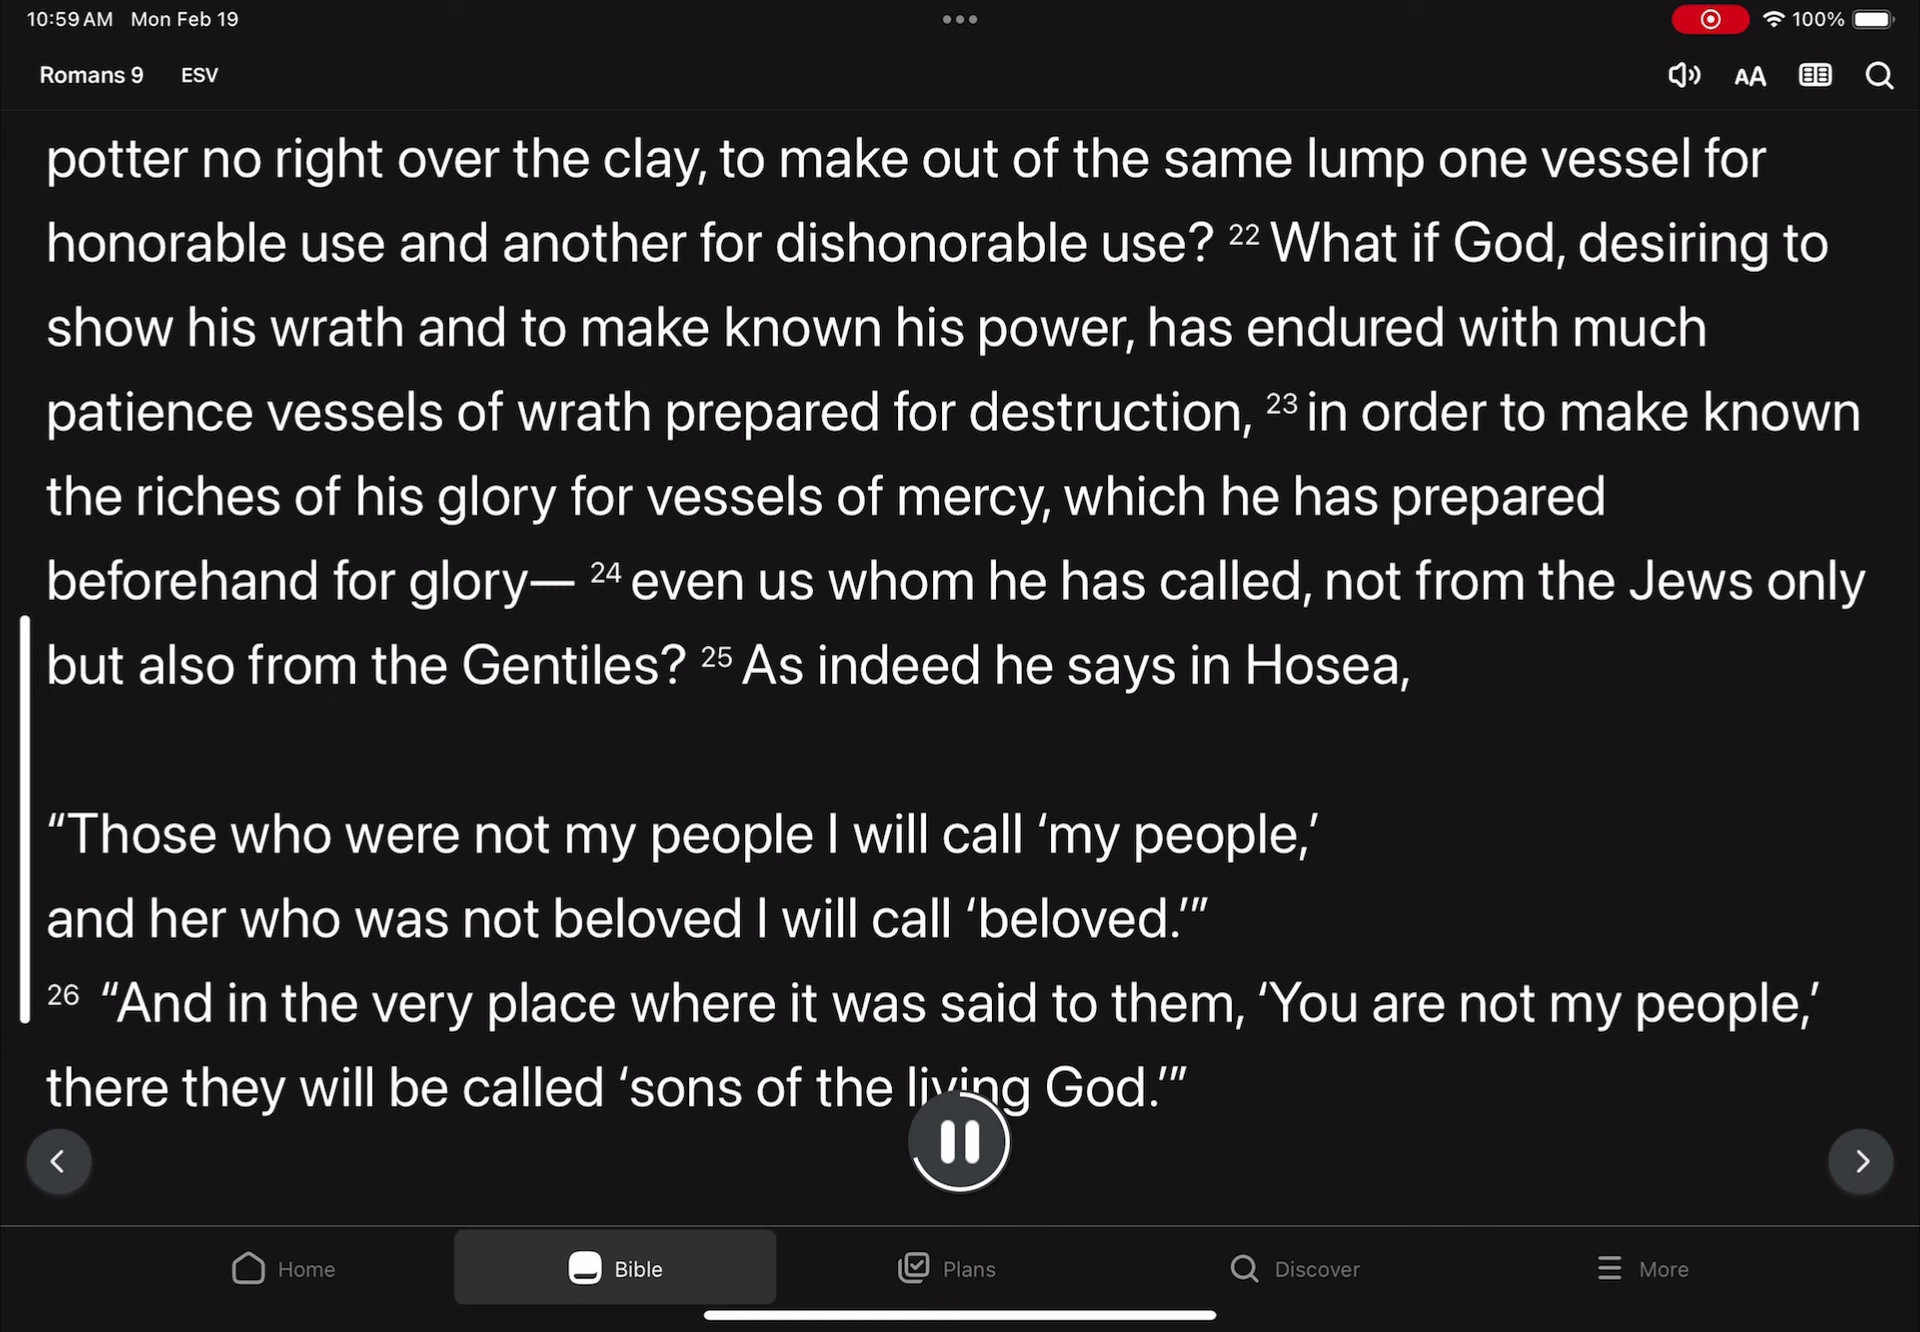 10:59 AM Mon Feb 19
100%
Romans 9 ESV
AA
potter no right over the clay, to make out of the same lump one vessel for
honorable use and another for dishonorable use? 22 What if God, desiring to
show his wrath and to make known his power, has endured with much
patience vessels of wrath prepared for destruction, 23 in order to make known
the riches of his glory for vessels of mercy, which he has prepared
beforehand for glory— 24 even us whom he has called, not from the Jews only
but also from the Gentiles? 25 As indeed he says in Hosea,
“Those who were not my people I will call ‘my people,’
and her who was not beloved I will call ‘beloved.’”
26 “And in the very place where it was said to them, ‘You are not my people,’
there they will be called ‘sons of the living God.’”
Home
Bible
Plans
Discover
More